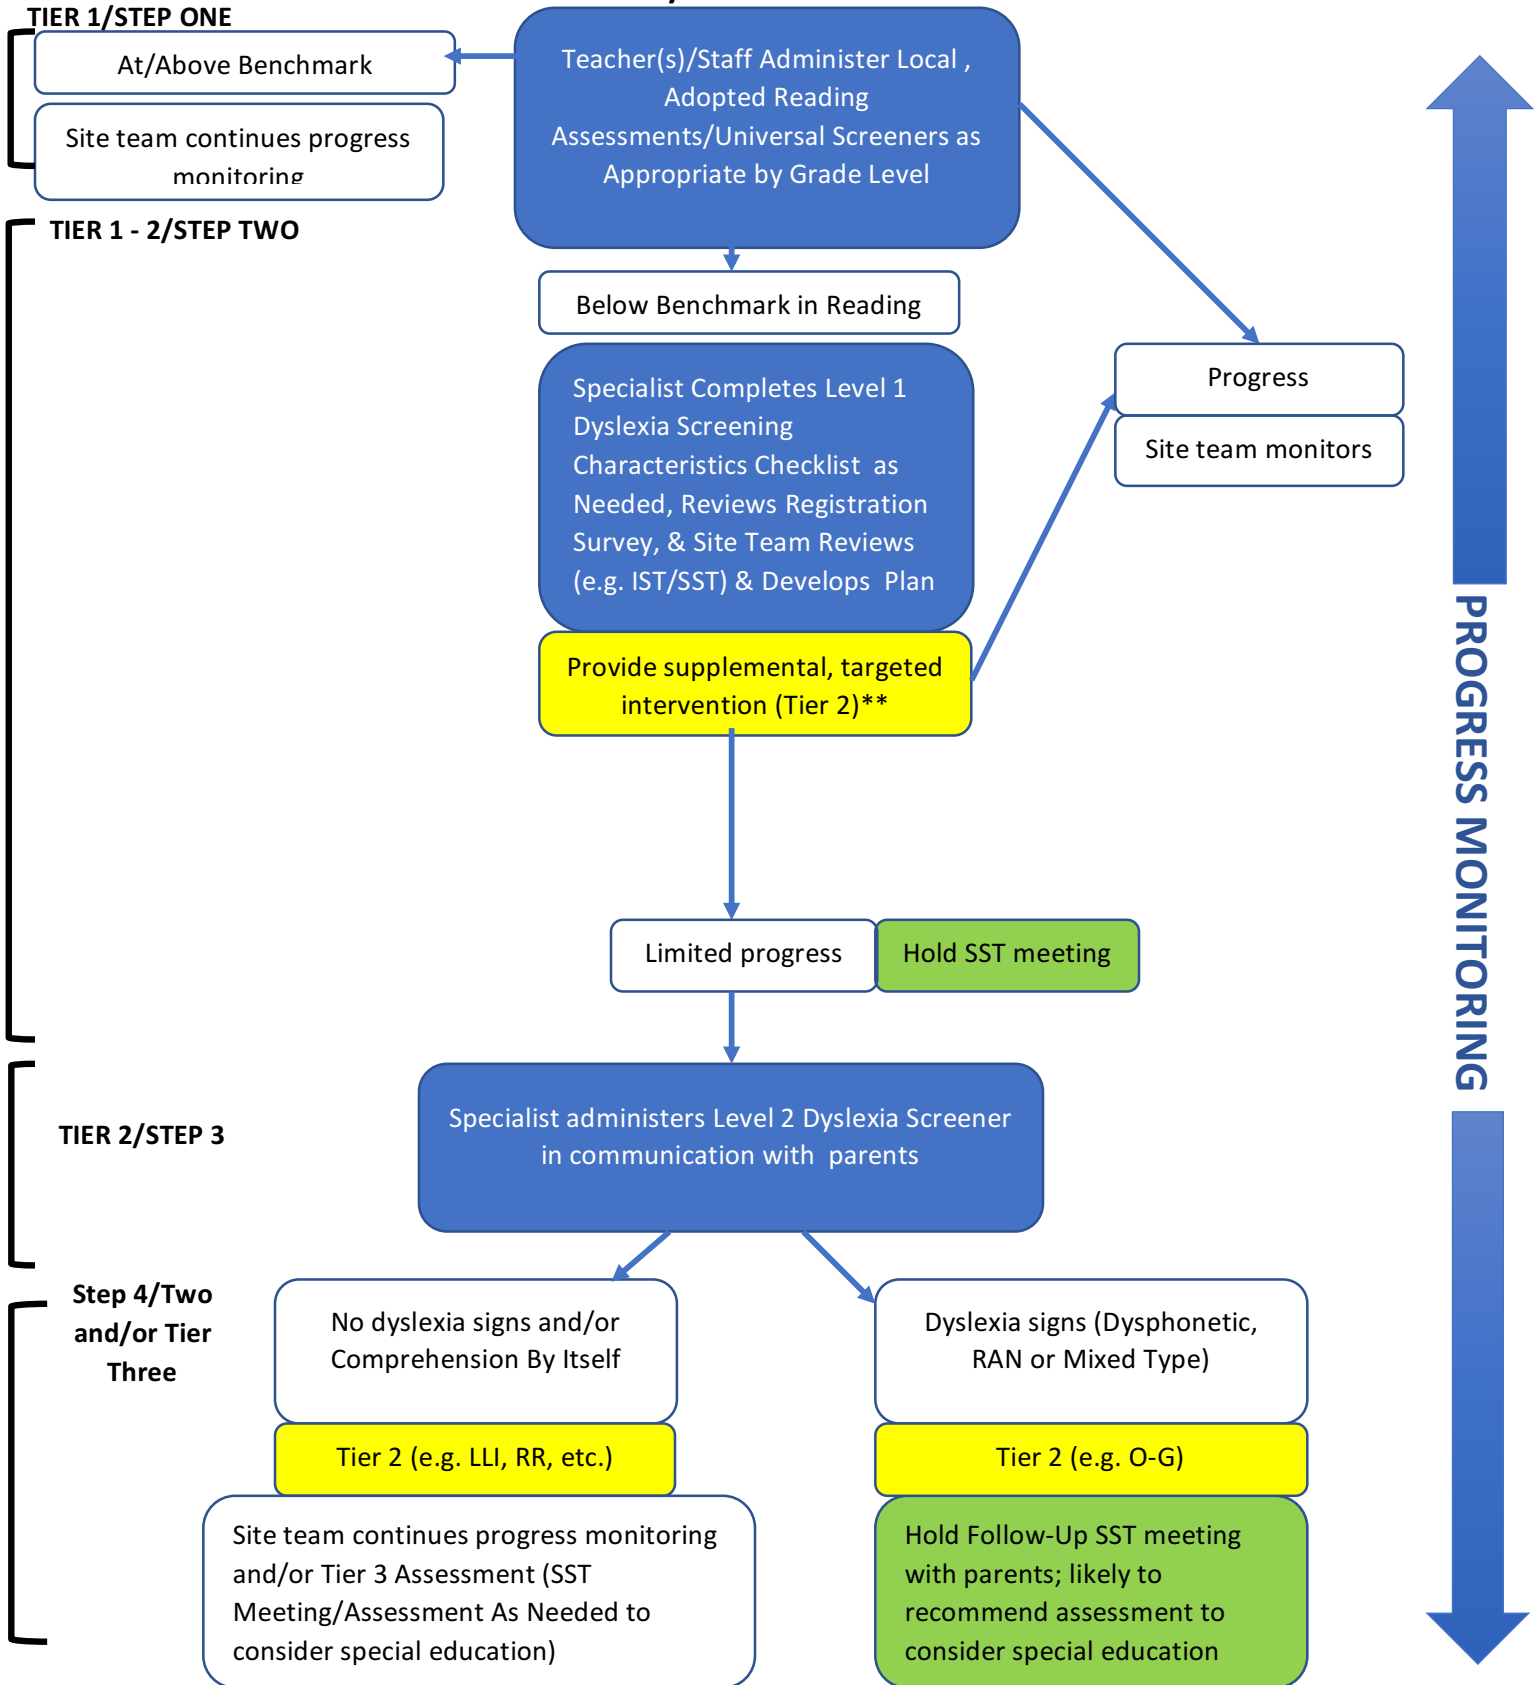 TIER 1/STEP ONE
At/Above Benchmark
Site team continues progress
monitoring
Teacher(s)/Staff Administer Local ,
Adopted Reading
Assessments/Universal Screeners as
Appropriate by Grade Level
TIER 1 - 2/STEP TWO
Below Benchmark in Reading
Specialist Completes Level 1
Dyslexia Screening
Characteristics Checklist as
Needed, Reviews Registration
Survey, & Site Team Reviews
(e.g. IST/SST) & Develops Plan
Progress
Site team monitors
Provide supplemental, targeted
intervention (Tier 2)**
PROGRESS MONITORING
Limited progress
Hold SST meeting
TIER 2/STEP 3
Specialist administers Level 2 Dyslexia Screener
in communication with parents
Step 4/Two
and/or Tier
Three
No dyslexia signs and/or
Comprehension By Itself
Tier 2 (e.g. LLI, RR, etc.)
Site team continues progress monitoring
and/or Tier 3 Assessment (SST
Meeting/Assessment As Needed to
consider special education)
Dyslexia signs (Dysphonetic,
RAN or Mixed Type)
Tier 2 (e.g. O-G)
Hold Follow-Up SST meeting
with parents; likely to
recommend assessment to
consider special education